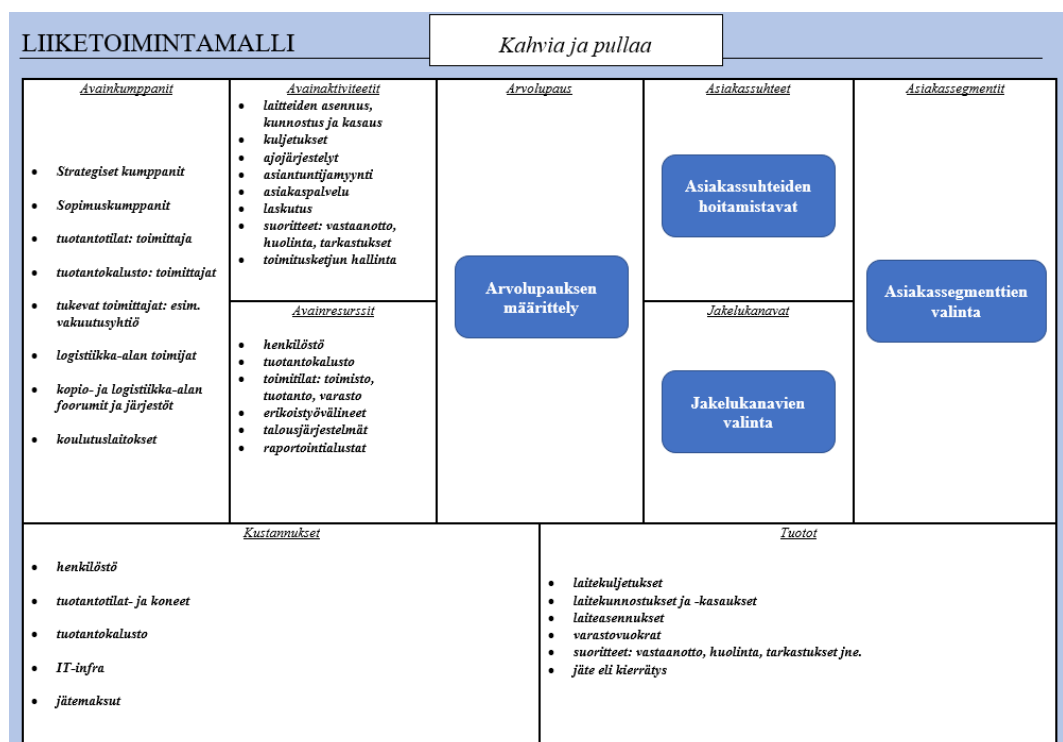 LIIKETOIMINTAMALLI
Kahvia ja pullaa
Avainkumppanit
• Strategiset kumppanit
• Sopimuskumppanit
• tuotantotilat: toimittaja
• tuotantokalusto: toimittajat
• tukevat toimittajat: esim.
vakuutusyhtiö
• logistiikka-alan toimijat
• kopio- ja logistiikka-alan
foorumit ja järjestöt
• koulutuslaitokset
Avainaktiviteetit
• laitteiden asennus,
kunnostus ja kasaus
• kuljetukset
• ajojärjestelyt
• asiantuntijamyynti
• asiakaspalvelu
• laskutus
• suoritteet: vastaanotto,
huolinta, tarkastukset
• toimitusketjun hallinta
Avainresurssit
• henkilöstö
• tuotantokalusto
• toimitilat: toimisto,
tuotanto, varasto
• erikoistyövälineet
• talousjärjestelmät
• raportointialustat
Arvolupaus
Arvolupauksen
määrittely
Asiakassuhteet
Asiakassuhteiden
hoitamistavat
Jakelukanavat
Jakelukanavien
valinta
Asiakassegmentit
Asiakassegmenttien
valinta
Kustannukset
• henkilöstö
• tuotantotilat- ja koneet
• tuotantokalusto
• IT-infra
• jätemaksut
Tuotot
• laitekuljetukset
• laitekunnostukset ja -kasaukset
• laiteasennukset
• varastovuokrat
• suoritteet: vastaanotto, huolinta, tarkastukset jne.
• jäte eli kierrätys